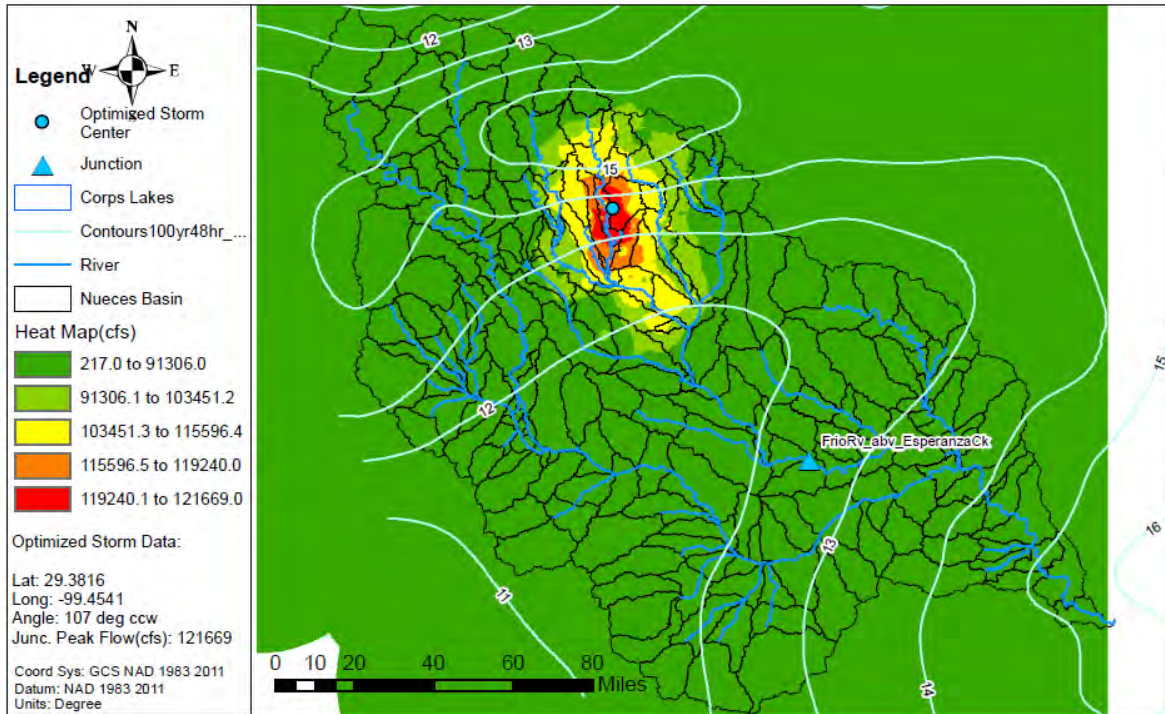 N
W
E
S
Legend
Optimized Storm
Center
Junction
Corps Lakes
Contours100yr48hr_...
River
Nueces Basin
Heat Map(cfs)
217.0 to 91306.0
91306.1 to 103451.2
103451.3 to 115596.4
115596.5 to 119240.0
119240.1 to 121669.0
Optimized Storm Data:
Lat: 29.3816
Long: -99.4541
Angle: 107 deg ccw
Junc. Peak Flow(cfs): 121669
Coord Sys: GCS NAD 1983 2011
Datum: NAD 1983 2011
Units: Degree
12
13
15
15
12
FrioRv_abv_EsperanzaCk
16
13
11
14
0 10 20 40 60 80
Miles